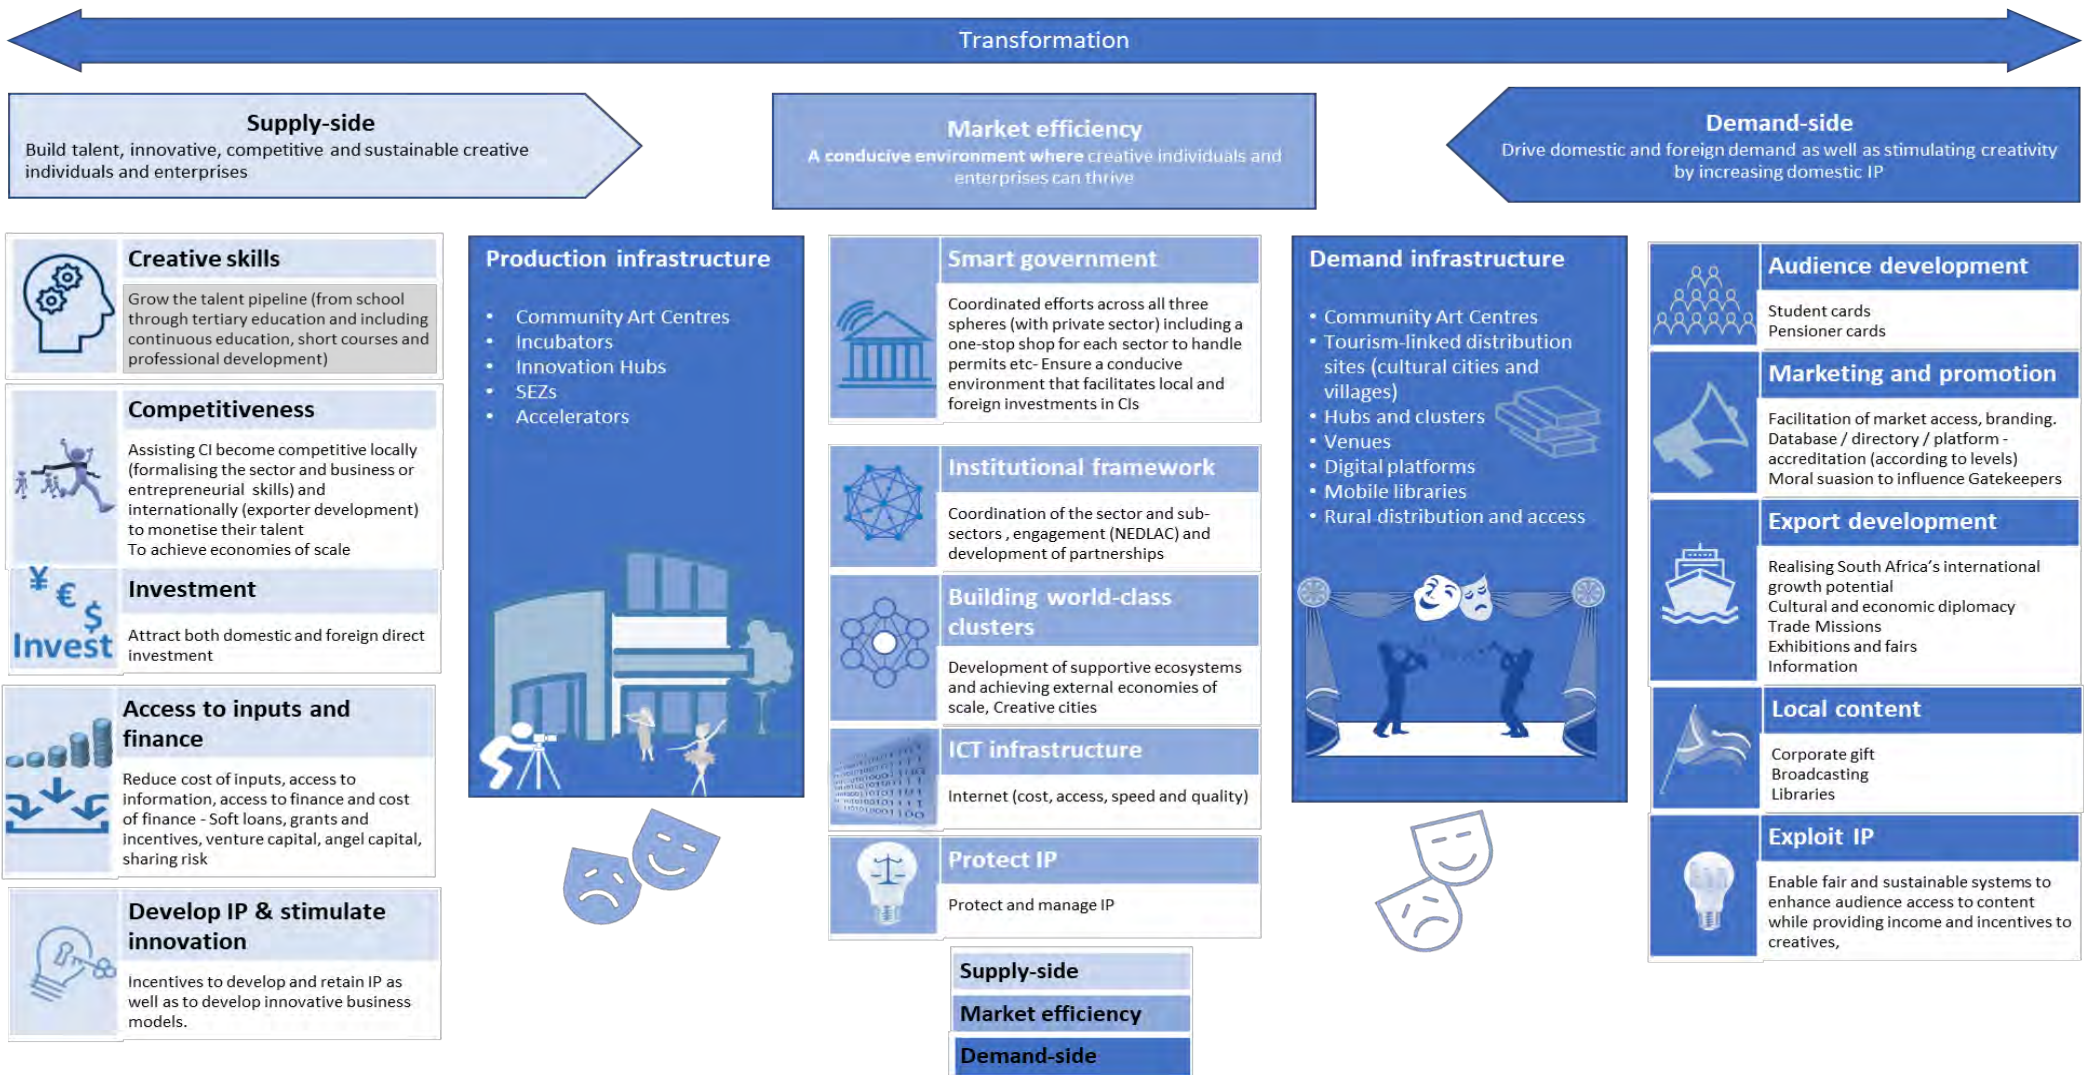 Transformation
Supply-side
Build talent, innovative, competitive and sustainable creative
individuals and enterprises
Market efficiency
A conducive environment where creative individuals and
enterprises can thrive
Demand-side
Drive domestic and foreign demand as well as stimulating creativity
by increasing domestic IP
Creative skills
Grow the talent pipeline (from school
through tertiary education and including
continuous education, short courses and
professional development)
Competitiveness
Assisting CI become competitive locally
(formalising the sector and business or
entrepreneurial skills) and
internationally (exporter development)
to monetise their talent
To achieve economies of scale
¥
€
$
Invest
Investment
Attract both domestic and foreign direct
investment
Access to inputs and
finance
Reduce cost of inputs, access to
information, access to finance and cost
of finance - Soft loans, grants and
incentives, venture capital, angel capital,
sharing risk
Develop IP & stimulate
innovation
Incentives to develop and retain IP as
well as to develop innovative business
models.
Production infrastructure
• Community Art Centres
• Incubators
• Innovation Hubs
• SEZs
• Accelerators
Smart government
Coordinated efforts across all three
spheres (with private sector) including a
one-stop shop for each sector to handle
permits etc- Ensure a conducive
environment that facilitates local and
foreign investments in CIs
Institutional framework
Coordination of the sector and sub-
sectors , engagement (NEDLAC) and
development of partnerships
Building world-class
clusters
Development of supportive ecosystems
and achieving external economies of
scale, Creative cities
ICT infrastructure
Internet (cost, access, speed and quality)
Protect IP
Protect and manage IP
Demand infrastructure
• Community Art Centres
• Tourism-linked distribution
sites (cultural cities and
villages)
• Hubs and clusters
• Venues
• Digital platforms
• Mobile libraries
• Rural distribution and access
Audience development
Student cards
Pensioner cards
Marketing and promotion
Facilitation of market access, branding.
Database / directory / platform -
accreditation (according to levels)
Moral suasion to influence Gatekeepers
Export development
Realising South Africa's international
growth potential
Cultural and economic diplomacy
Trade Missions
Exhibitions and fairs
Information
Local content
Corporate gift
Broadcasting
Libraries
Exploit IP
Enable fair and sustainable systems to
enhance audience access to content
while providing income and incentives to
creatives,
Supply-side
Market efficiency
Demand-side